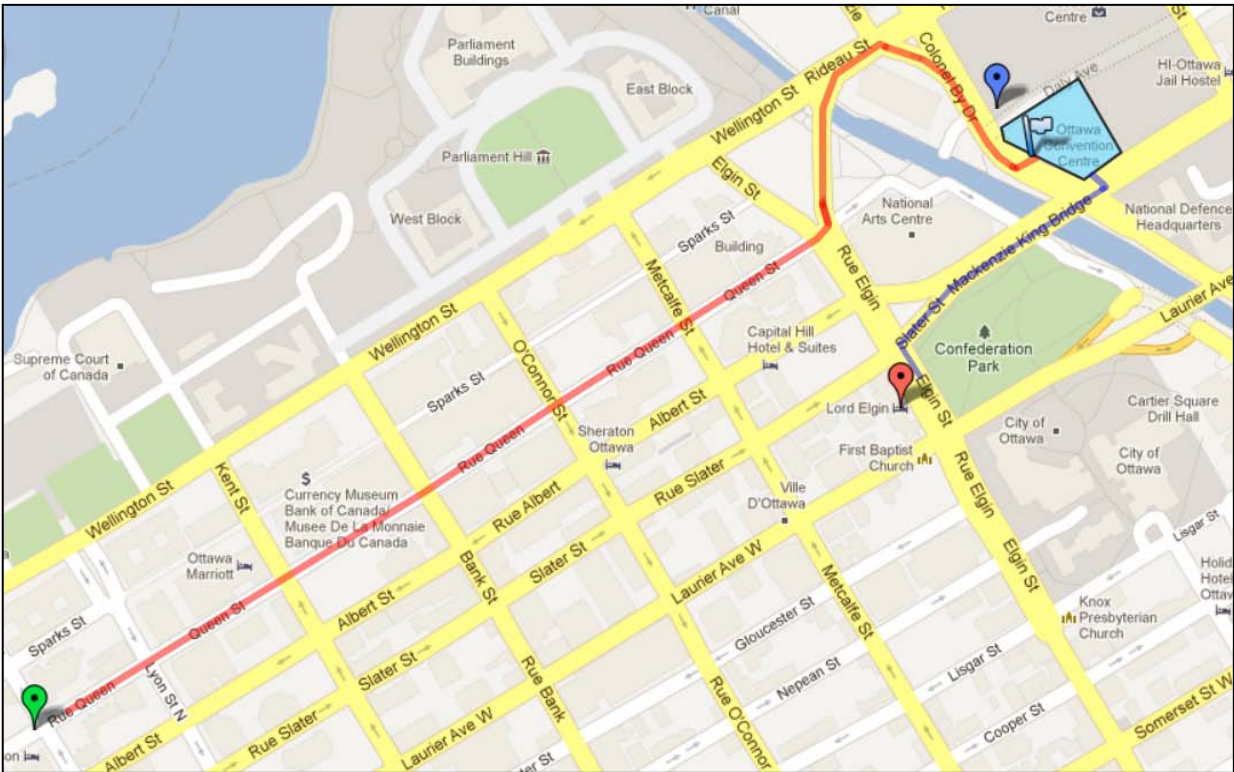 Canal
Centre
Parliament
Buildings
Rideau St
Colonel By Dr
Daly Ave
HI-Ottawa
Jail Hostel
East Block
Wellington St
Ottawa
Convention
Centre
Parliament Hill
Elgin St
West Block
Sparks St
National
Arts Centre
National Defence
Headquarters
Building
Mackenzie King Bridge
Queen St
Rue Elgin
Metcalfe St
Laurier Ave
Wellington St
Slater St
Capital Hill
Hotel & Suites
Confederation
Park
Supreme Court
of Canada
O'Connor St
Rue Queen
Sparks St
Albert St
Lord Elgin
Elgin St
Cartier Square
Drill Hall
City of
Ottawa
Sheraton
Ottawa
First Baptist
Church
City of
Ottawa
Rue Queen
Kent St
Rue Slater
Rue Elgin
Ville
D'Ottawa
Currency Museum
Bank of Canada/
Musee De La Monnaie
Banque Du Canada
Rue Albert
Wellington St
Lisgar St
Ottawa
Marriott
Bank St
Slater St
Laurier Ave W
Elgin St
Metcalfe St
Albert St
Gloucester St
Knox
Presbyterian
Church
Queen St
Sparks St
Lyon St N
Slater St
Nepean St
Lisgar St
Rue Queen
Rue Bank
Rue O'Connor
Cooper St
Somerset St W
Rue Slater
Laurier Ave W
Albert St